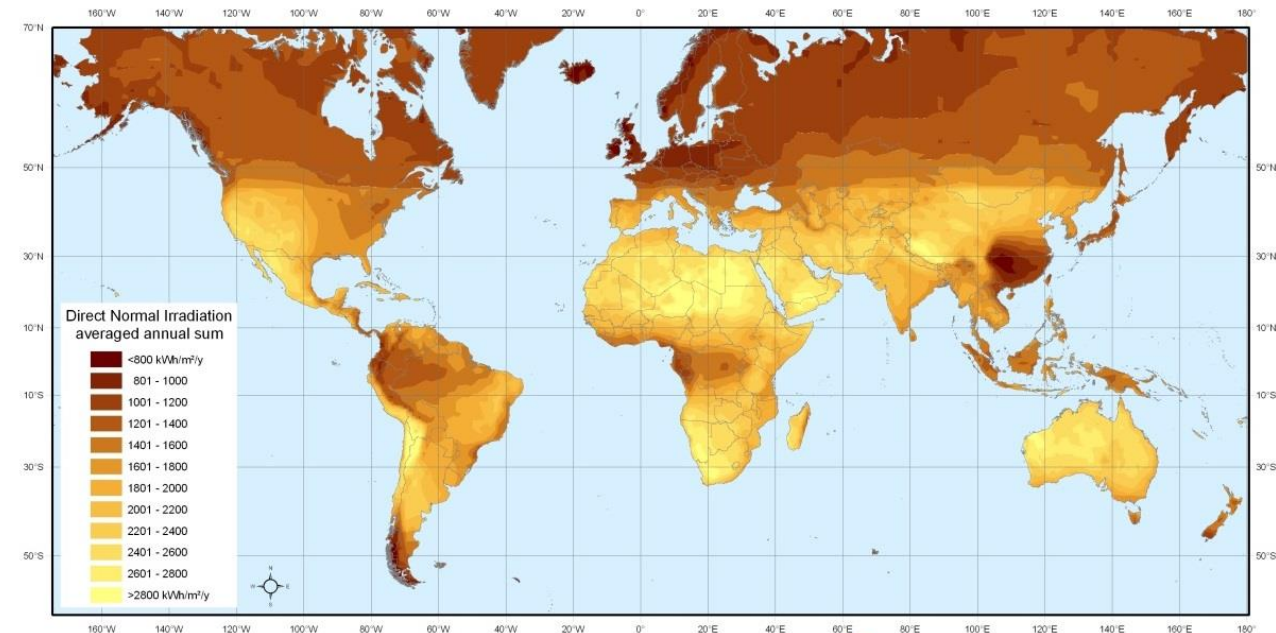 160°W 140°W 120°W 100°W 80°W 60°W 40°W 20°W 0° 20°E 40°E 60°E 80°E 100°E 120°E 140°E 160°E 180°
70°N
50°N 50°N
30°N 30°N
10°N 10°N
10°S 10°S
30°S 30°S
50°S 50°S
Direct Normal Irradiation
averaged annual sum
<800 kWh/m²/y
801 - 1000
1001 - 1200
1201 - 1400
1401 - 1600
1601 - 1800
1801 - 2000
2001 - 2200
2201 - 2400
2401 - 2600
2601 - 2800
>2800 kWh/m²/y
N
W E
S
160°W 140°W 120°W 100°W 80°W 60°W 40°W 20°W 0° 20°E 40°E 60°E 80°E 100°E 120°E 140°E 160°E 180°